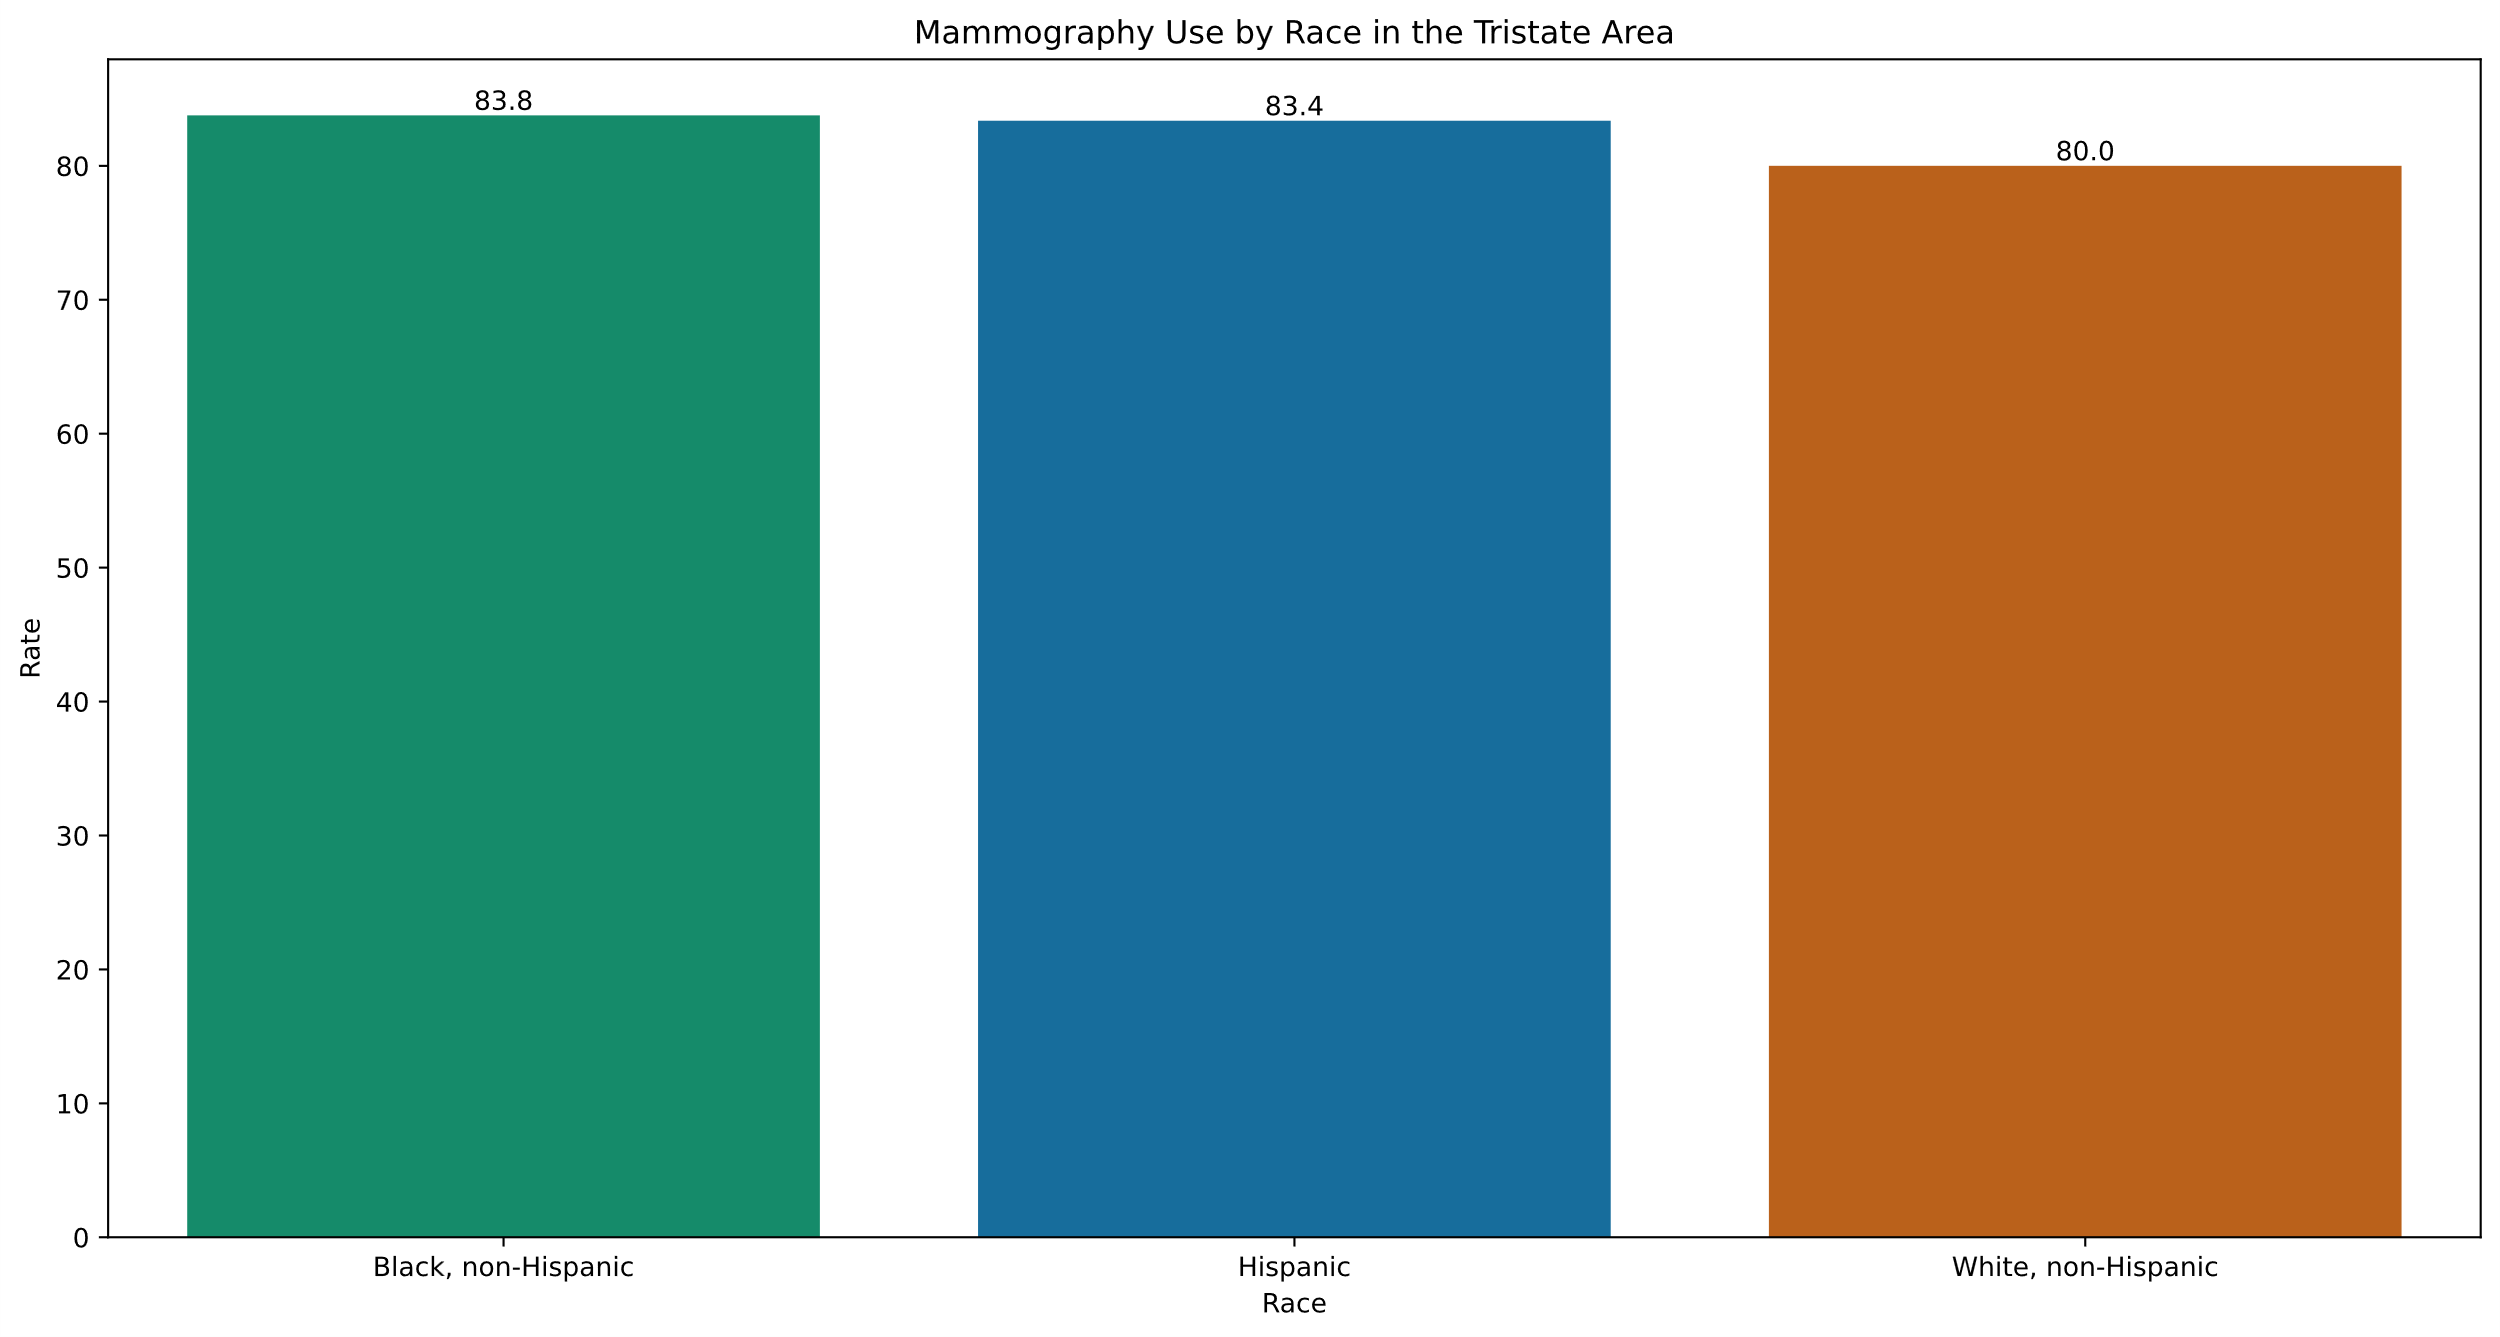 Mammography Use by Race in the Tristate Area
83.8
83.4
80.0
80
70
60
50
40
30
20
10
0
Rate
Black, non-Hispanic
Hispanic
White, non-Hispanic
Race